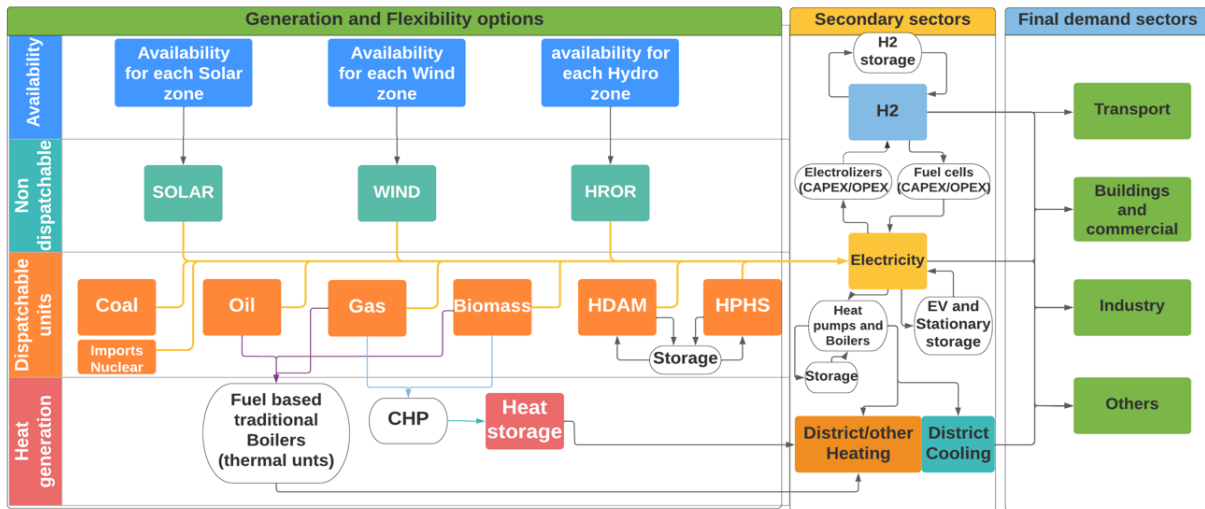 Generation and Flexibility options
Secondary sectors
Final demand sectors
Availability
Availability
for each Solar
zone
Availability
for each Wind
zone
availability for
each Hydro
zone
H2
storage
H2
Transport
Non
dispatchable
SOLAR
WIND
HROR
Electrolizers
(CAPEX/OPEX
Fuel cells
(CAPEX/OPEX)
Buildings
and
commercial
Dispatchable
units
Coal
Oil
Gas
Biomass
HDAM
HPHS
Electricity
Imports
Nuclear
Storage
Heat
pumps and
Boilers
EV and
Stationary
storage
Storage
Industry
Heat
generation
Fuel based
traditional
Boilers
(thermal unts)
CHP
Heat
storage
District/other
Heating
District
Cooling
Others